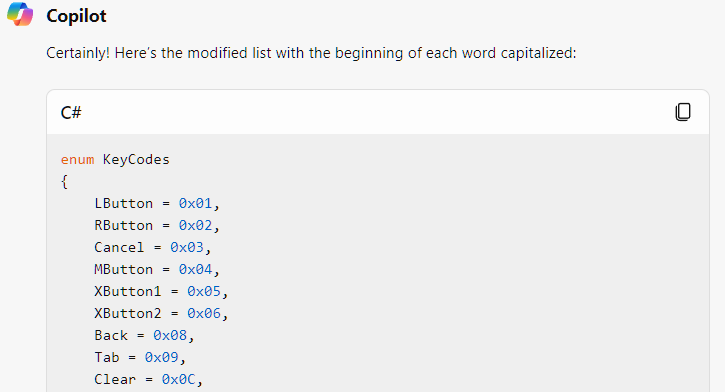 Copilot
Certainly! Here's the modified list with the beginning of each word capitalized:
C#
enum KeyCodes
{
    LButton = 0x01,
    RButton = 0x02,
    Cancel = 0x03,
    MButton = 0x04,
    XButton1 = 0x05,
    XButton2 = 0x06,
    Back = 0x08,
    Tab = 0x09,
    Clear = 0x0C,